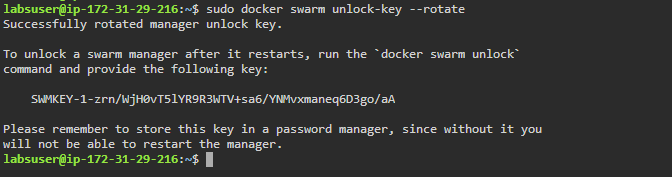 labsuser@ip-172-31-29-216:~$ sudo docker swarm unlock-key --rotate
Successfully rotated manager unlock key.
To unlock a swarm manager after it restarts, run the `docker swarm unlock`
command and provide the following key:
SWMKEY-1-zrn/WjH0vT5lYR9R3WTV+sa6/YNMvxmaneq6D3go/aA
Please remember to store this key in a password manager, since without it you
will not be able to restart the manager.
labsuser@ip-172-31-29-216:~$